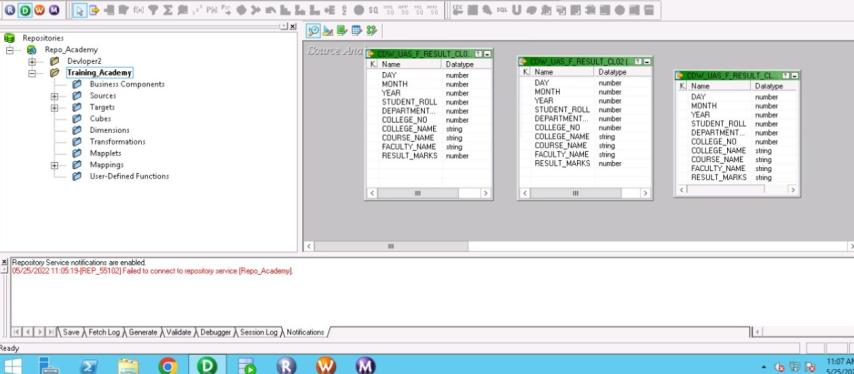 Repositories
Repo_Academy
Devloper2
Training_Academy
Business Components
Sources
Targets
Cubes
Dimensions
Transformations
Mapplets
Mappings
User-Defined Functions
Source Ana
CDW_UAS_F_RESULT_CL0
K. Name Datatype
DAY number
MONTH number
YEAR number
STUDENT_ROLL number
DEPARTMENT... number
COLLEGE_NO number
COLLEGE_NAME string
COURSE_NAME string
FACULTY_NAME string
RESULT_MARKS number
CDW_UAS_F_RESULT_CL02 (
K. Name Datatype
DAY number
MONTH number
YEAR number
STUDENT_ROLL number
DEPARTMENT... number
COLLEGE_NO number
COLLEGE_NAME string
COURSE_NAME string
FACULTY_NAME string
RESULT_MARKS number
CDW_UAS_F_RESULT_CL...
K. Name Datatype
DAY number
MONTH number
YEAR number
STUDENT_ROLL number
DEPARTMENT... number
COLLEGE_NO number
COLLEGE_NAME string
COURSE_NAME string
FACULTY_NAME string
RESULT_MARKS string
Repository Service notifications are enabled.
05/25/2022 11:05:19-[REP_55102] Failed to connect to repository service [Repo_Academy].
Save Fetch Log Generate Validate Debugger Session Log Notifications
Ready
R D W M
11:07 AM
5/25/202